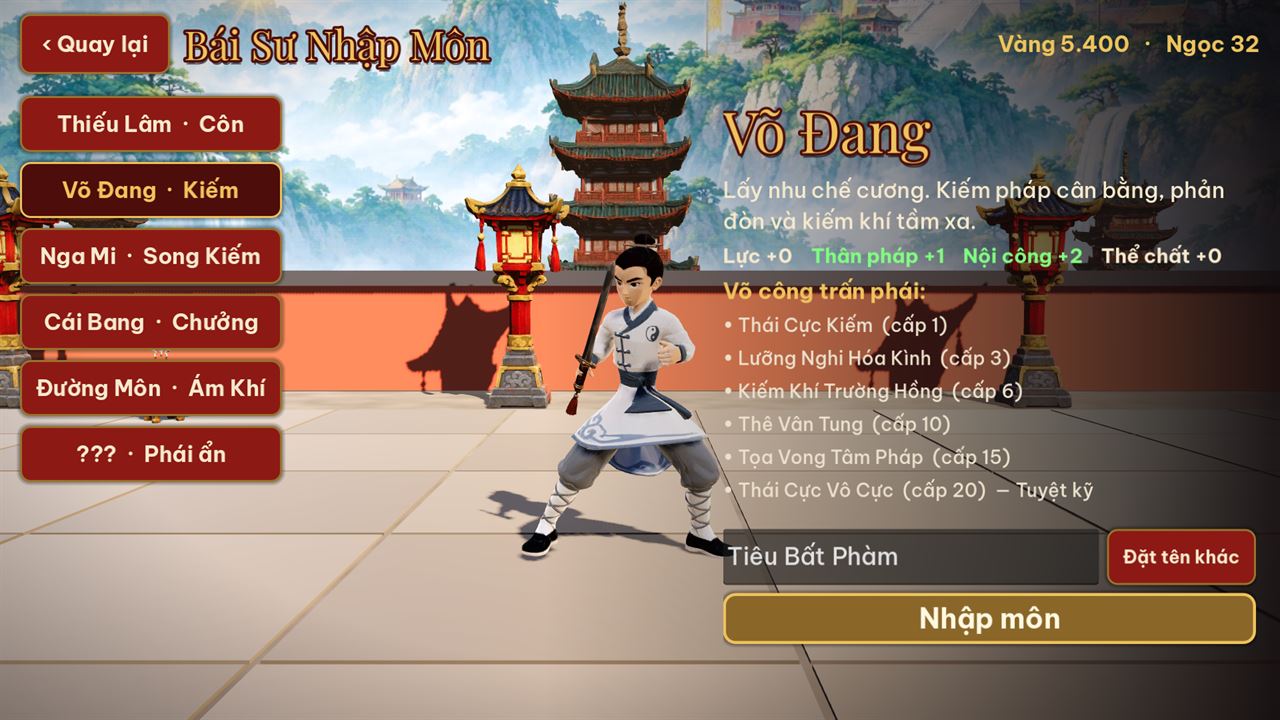 ‹ Quay lại
Bái Sư Nhập Môn
Vàng 5.400 · Ngọc 32
Thiếu Lâm · Côn
Võ Đang · Kiếm
Nga Mi · Song Kiếm
Cái Bang · Chưởng
Đường Môn · Ám Khí
??? · Phái ẩn
Võ Đang
Lấy nhu chế cương. Kiếm pháp cân bằng, phản
đòn và kiếm khí tầm xa.
Lực +0 Thân pháp +1 Nội công +2 Thể chất +0
Võ công trấn phái:
• Thái Cực Kiếm (cấp 1)
• Lưỡng Nghi Hóa Kình (cấp 3)
• Kiếm Khí Trường Hồng (cấp 6)
• Thê Vân Tung (cấp 10)
• Tọa Vong Tâm Pháp (cấp 15)
• Thái Cực Vô Cực (cấp 20) — Tuyệt kỹ
Tiêu Bất Phàm
Đặt tên khác
Nhập môn